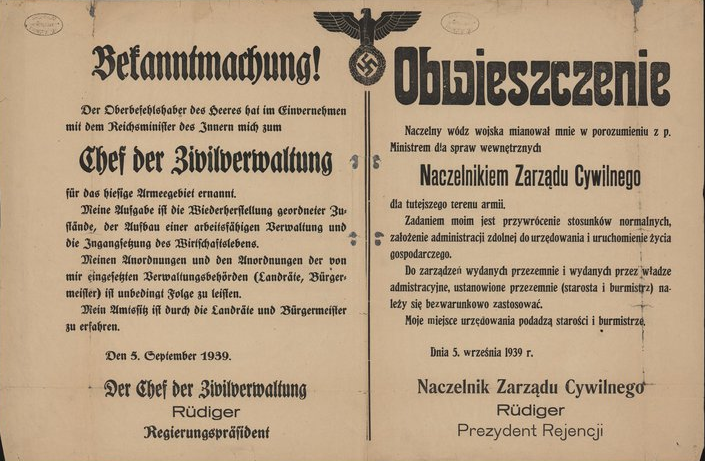 Bekanntmachung!
Der Oberbefehlshaber des Heeres hat im Einvernehmen
mit dem Reichsminister des Innern mich zum
Chef der Zivilverwaltung
für das hiesige Armeegebiet ernannt.
Meine Aufgabe ist die Wiederherstellung geordneter Zu-
stände, der Aufbau einer arbeitsfähigen Verwaltung und
die Ingangsetzung des Wirtschaftslebens.
Meinen Anordnungen und den Anordnungen der von
mir eingesetzten Verwaltungsbehörden (Landräte, Bürger-
meister) ist unbedingt Folge zu leisten.
Mein Amtssitz ist durch die Landräte und Bürgermeister
zu erfahren.
Den 5. September 1939.
Der Chef der Zivilverwaltung
Rüdiger
Regierungspräsident
Obwieszczenie
Naczelny wódz wojska mianował mnie w porozumieniu z p.
Ministrem dla spraw wewnętrznych
Naczelnikiem Zarządu Cywilnego
dla tutejszego terenu armii.
Zadaniem moim jest przywrócenie stosunków normalnych,
założenie administracji zdolnej do urzędowania i uruchomienie życia
gospodarczego.
Do zarządzeń wydanych przezemnie i wydanych przez władze
admistracyjne, ustanowione przezemnie (starosta i burmistrz) na-
leży się bezwarunkowo zastosować.
Moje miejsce urzędowania podadzą starości i burmistrze.
Dnia 5. września 1939 r.
Naczelnik Zarządu Cywilnego
Rüdiger
Prezydent Rejencji